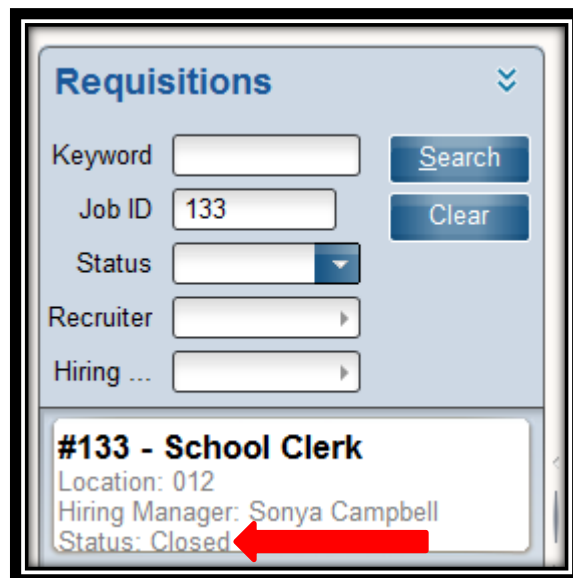 Requisitions
Keyword Search
Job ID 133 Clear
Status
Recruiter
Hiring ...
#133 - School Clerk
Location: 012
Hiring Manager: Sonya Campbell
Status: Closed